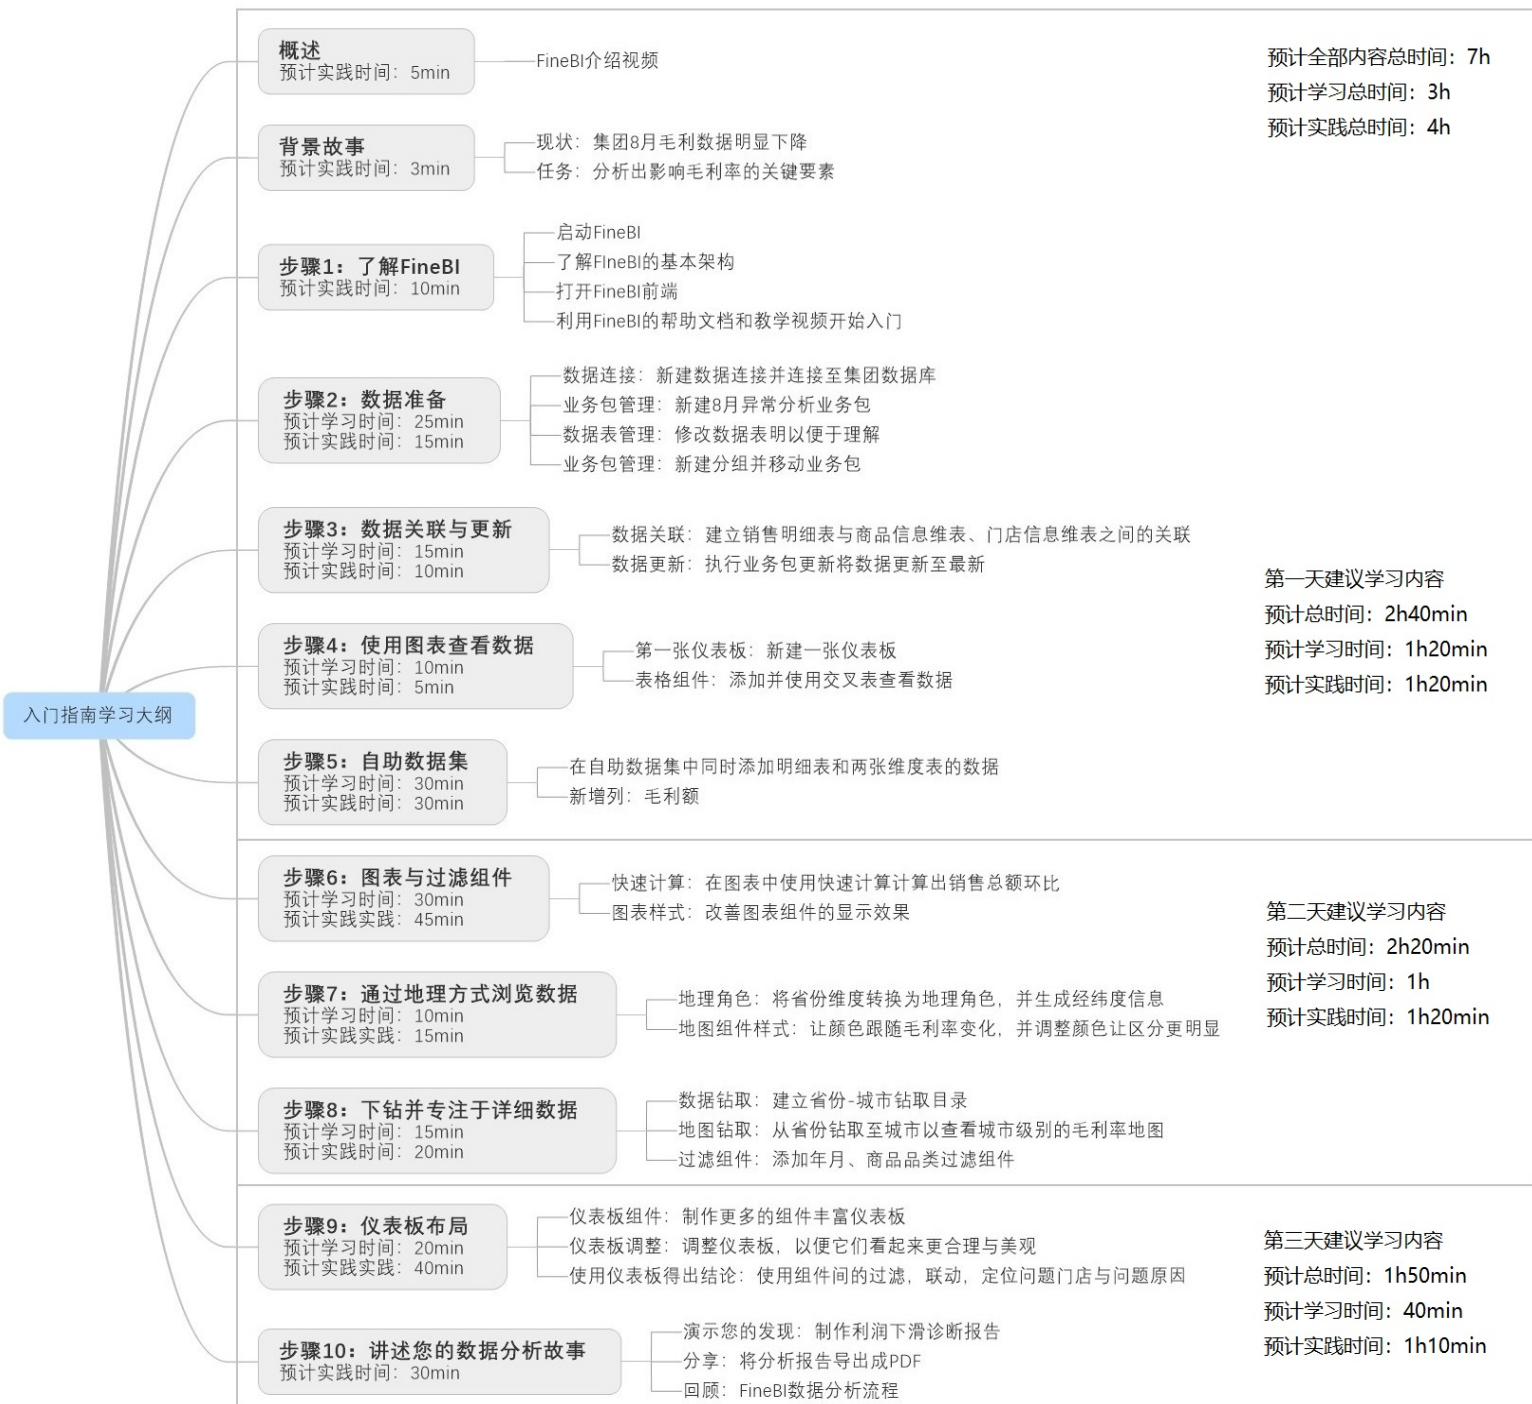 入门指南学习大纲
概述
预计实践时间：5min
FineBI介绍视频
预计全部内容总时间：7h
预计学习总时间：3h
预计实践总时间：4h
背景故事
预计实践时间：3min
现状：集团8月毛利数据明显下降
任务：分析出影响毛利率的关键要素
步骤1：了解FineBI
预计实践时间：10min
启动FineBI
了解FIneBI的基本架构
打开FineBI前端
利用FineBI的帮助文档和教学视频开始入门
步骤2：数据准备
预计学习时间：25min
预计实践时间：15min
数据连接：新建数据连接并连接至集团数据库
业务包管理：新建8月异常分析业务包
数据表管理：修改数据表明以便于理解
业务包管理：新建分组并移动业务包
步骤3：数据关联与更新
预计学习时间：15min
预计实践时间：10min
数据关联：建立销售明细表与商品信息维表、门店信息维表之间的关联
数据更新：执行业务包更新将数据更新至最新
第一天建议学习内容
预计总时间：2h40min
预计学习时间：1h20min
预计实践时间：1h20min
步骤4：使用图表查看数据
预计学习时间：10min
预计实践时间：5min
第一张仪表板：新建一张仪表板
表格组件：添加并使用交叉表查看数据
步骤5：自助数据集
预计学习时间：30min
预计实践时间：30min
在自助数据集中同时添加明细表和两张维度表的数据
新增列：毛利额
步骤6：图表与过滤组件
预计学习时间：30min
预计实践实践：45min
快速计算：在图表中使用快速计算计算出销售总额环比
图表样式：改善图表组件的显示效果
第二天建议学习内容
预计总时间：2h20min
预计学习时间：1h
预计实践时间：1h20min
步骤7：通过地理方式浏览数据
预计学习时间：10min
预计实践实践：15min
地理角色：将省份维度转换为地理角色，并生成经纬度信息
地图组件样式：让颜色跟随毛利率变化，并调整颜色让区分更明显
步骤8：下钻并专注于详细数据
预计学习时间：15min
预计实践时间：20min
数据钻取：建立省份-城市钻取目录
地图钻取：从省份钻取至城市以查看城市级别的毛利率地图
过滤组件：添加年月、商品品类过滤组件
步骤9：仪表板布局
预计学习时间：20min
预计实践实践：40min
仪表板组件：制作更多的组件丰富仪表板
仪表板调整：调整仪表板，以便它们看起来更合理与美观
使用仪表板得出结论：使用组件间的过滤，联动，定位问题门店与问题原因
第三天建议学习内容
预计总时间：1h50min
预计学习时间：40min
预计实践时间：1h10min
步骤10：讲述您的数据分析故事
预计实践时间：30min
演示您的发现：制作利润下滑诊断报告
分享：将分析报告导出成PDF
回顾：FineBI数据分析流程